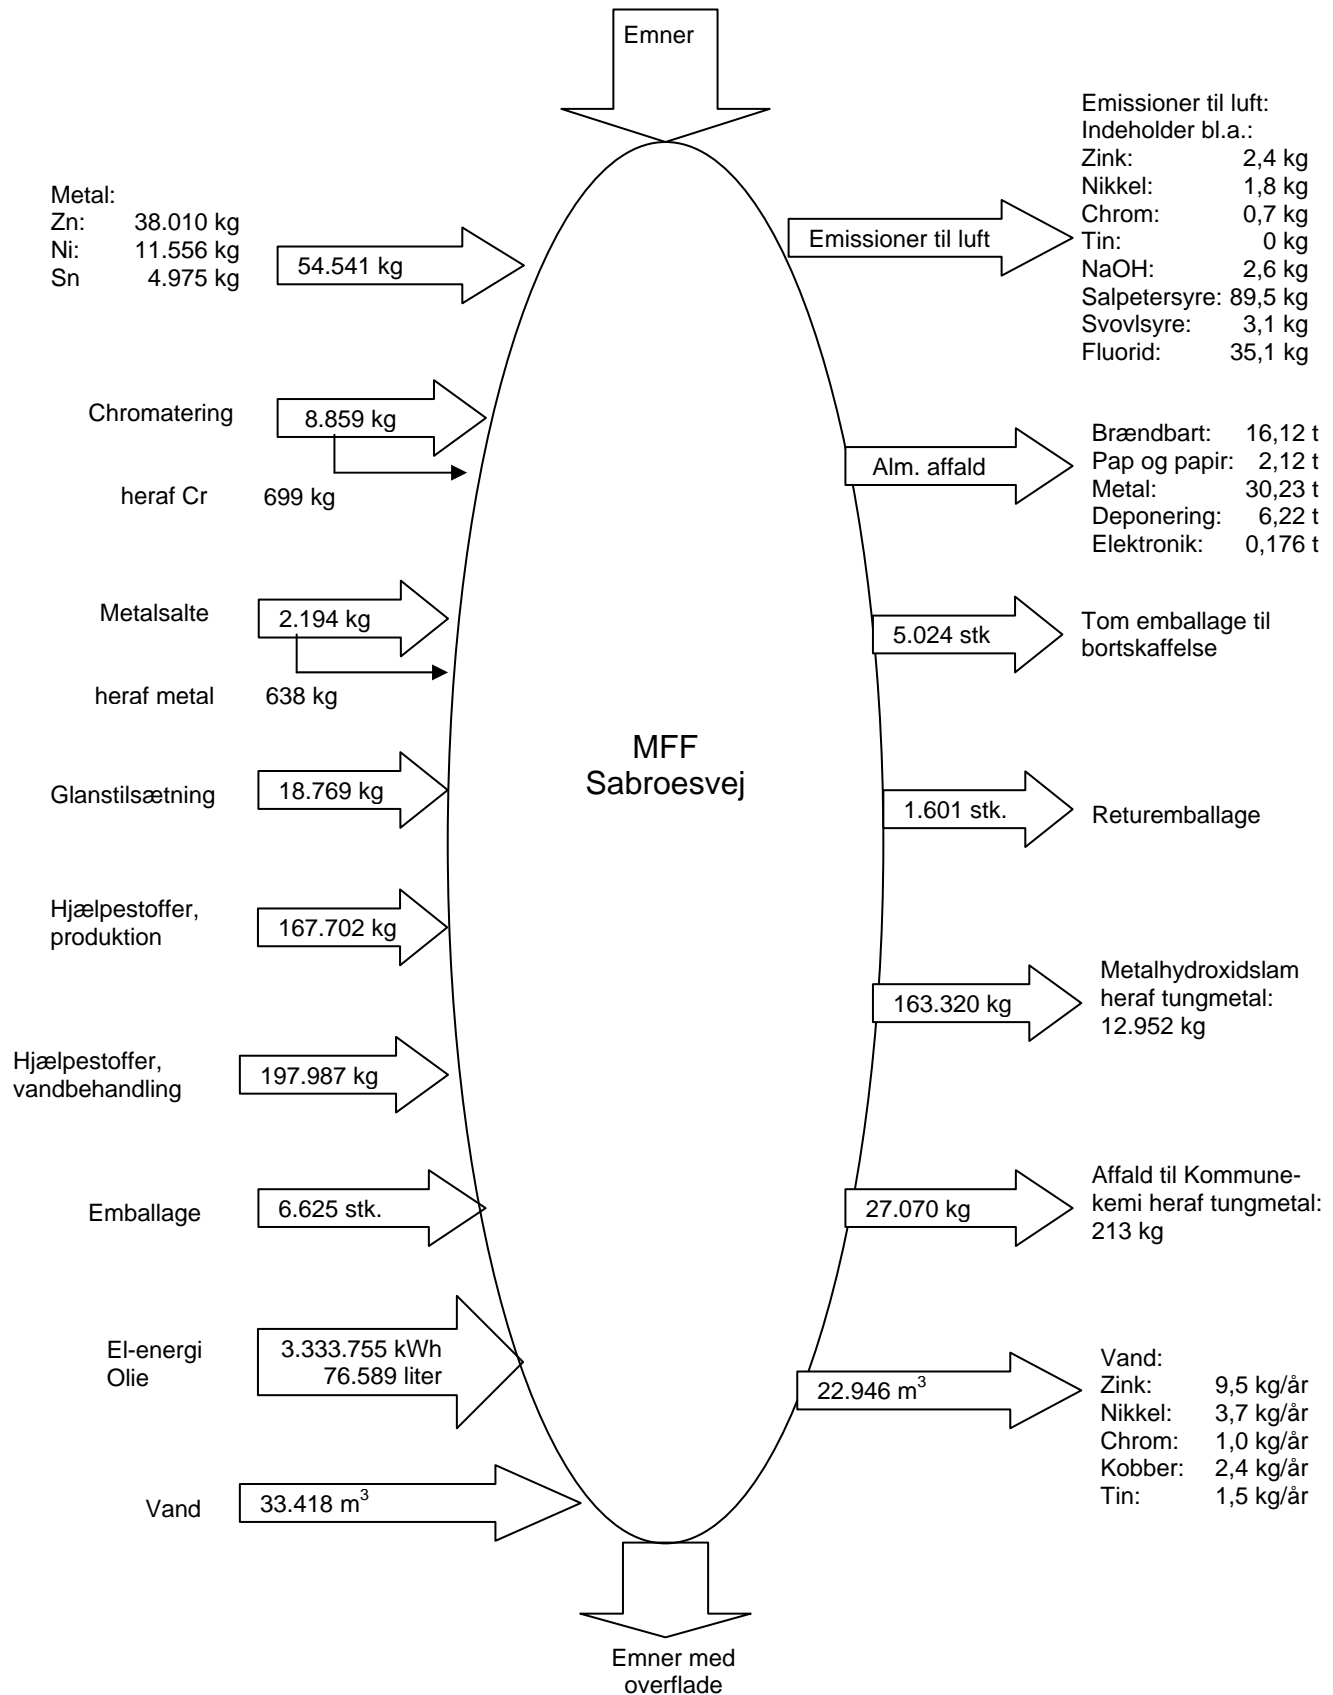 Emner
Metal:
Zn: 38.010 kg
Ni: 11.556 kg
Sn 4.975 kg
54.541 kg
Chromatering
8.859 kg
heraf Cr 699 kg
Metalsalte
2.194 kg
heraf metal 638 kg
Glanstilsætning
18.769 kg
Hjælpestoffer,
produktion
167.702 kg
Hjælpestoffer,
vandbehandling
197.987 kg
Emballage
6.625 stk.
El-energi
Olie
3.333.755 kWh
76.589 liter
Vand
33.418 m³
MFF
Sabroesvej
Emissioner til luft
Emissioner til luft:
Indeholder bl.a.:
Zink: 2,4 kg
Nikkel: 1,8 kg
Chrom: 0,7 kg
Tin: 0 kg
NaOH: 2,6 kg
Salpetersyre: 89,5 kg
Svovlsyre: 3,1 kg
Fluorid: 35,1 kg
Alm. affald
Brændbart: 16,12 t
Pap og papir: 2,12 t
Metal: 30,23 t
Deponering: 6,22 t
Elektronik: 0,176 t
5.024 stk
Tom emballage til
bortskaffelse
1.601 stk.
Returemballage
163.320 kg
Metalhydroxidslam
heraf tungmetal:
12.952 kg
27.070 kg
Affald til Kommune-
kemi heraf tungmetal:
213 kg
22.946 m³
Vand:
Zink: 9,5 kg/år
Nikkel: 3,7 kg/år
Chrom: 1,0 kg/år
Kobber: 2,4 kg/år
Tin: 1,5 kg/år
Emner med
overflade